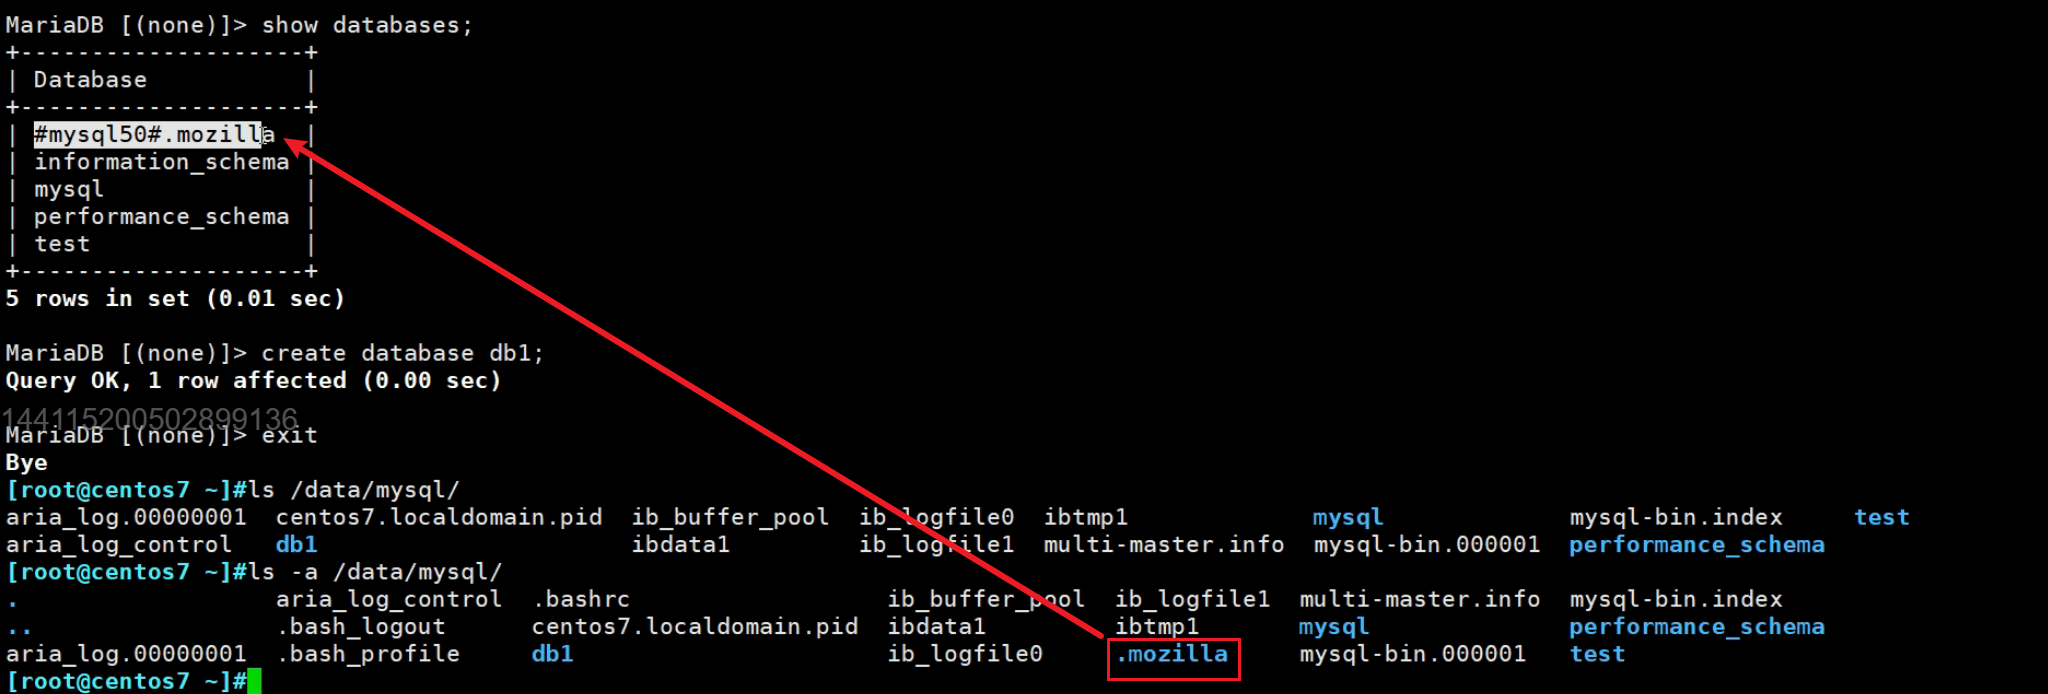 MariaDB [(none)]> show databases;
+--------------------+
| Database           |
+--------------------+
| #mysql50#.mozilla  |
| information_schema |
| mysql              |
| performance_schema |
| test               |
+--------------------+
5 rows in set (0.01 sec)
MariaDB [(none)]> create database db1;
Query OK, 1 row affected (0.00 sec)
144115200502899136
MariaDB [(none)]> exit
Bye
[root@centos7 ~]#ls /data/mysql/
aria_log.00000001  centos7.localdomain.pid  ib_buffer_pool  ib_logfile0  ibtmp1             mysql             mysql-bin.index     test
aria_log_control   db1                      ibdata1         ib_logfile1  multi-master.info  mysql-bin.000001  performance_schema
[root@centos7 ~]#ls -a /data/mysql/
.                  aria_log_control  .bashrc                  ib_buffer_pool  ib_logfile1  multi-master.info  mysql-bin.index
..                 .bash_logout      centos7.localdomain.pid  ibdata1         ibtmp1       mysql              performance_schema
aria_log.00000001  .bash_profile     db1                      ib_logfile0     .mozilla     mysql-bin.000001   test
[root@centos7 ~]#